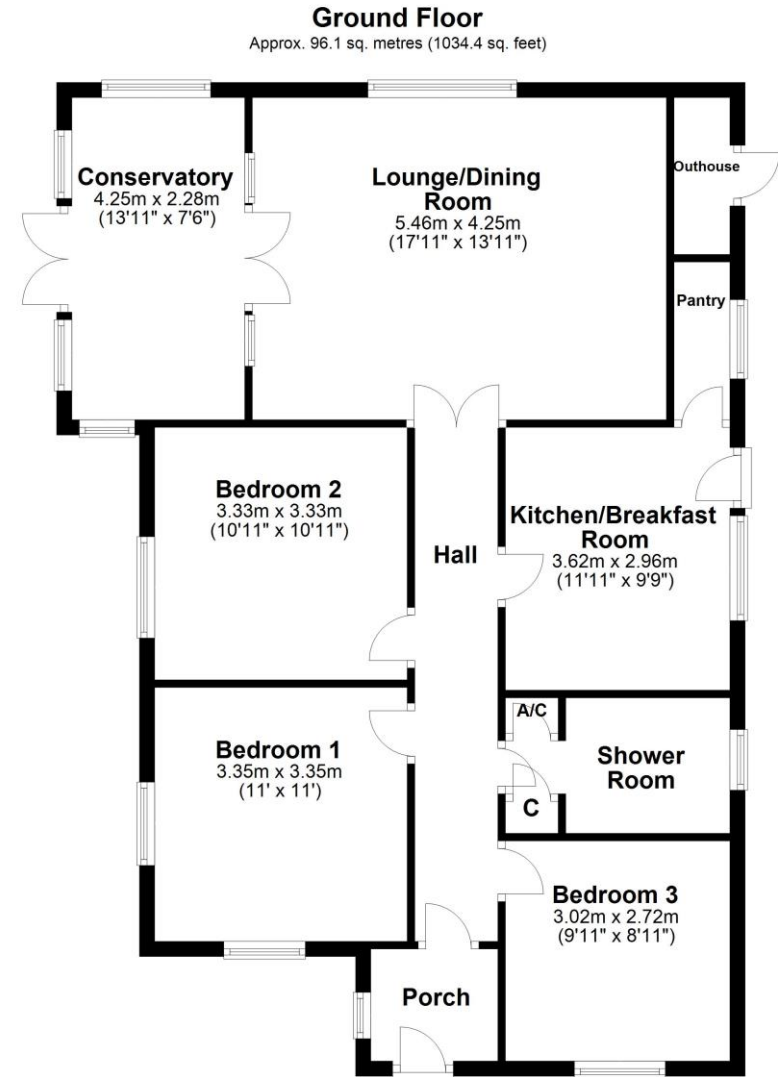 Ground Floor
Approx. 96.1 sq. metres (1034.4 sq. feet)
Conservatory
4.25m x 2.28m
(13'11" x 7'6")
Lounge/Dining
Room
5.46m x 4.25m
(17'11" x 13'11")
Outhouse
Pantry
Bedroom 2
3.33m x 3.33m
(10'11" x 10'11")
Hall
Kitchen/Breakfast
Room
3.62m x 2.96m
(11'11" x 9'9")
A/C
Shower
Room
C
Bedroom 1
3.35m x 3.35m
(11' x 11')
Bedroom 3
3.02m x 2.72m
(9'11" x 8'11")
Porch